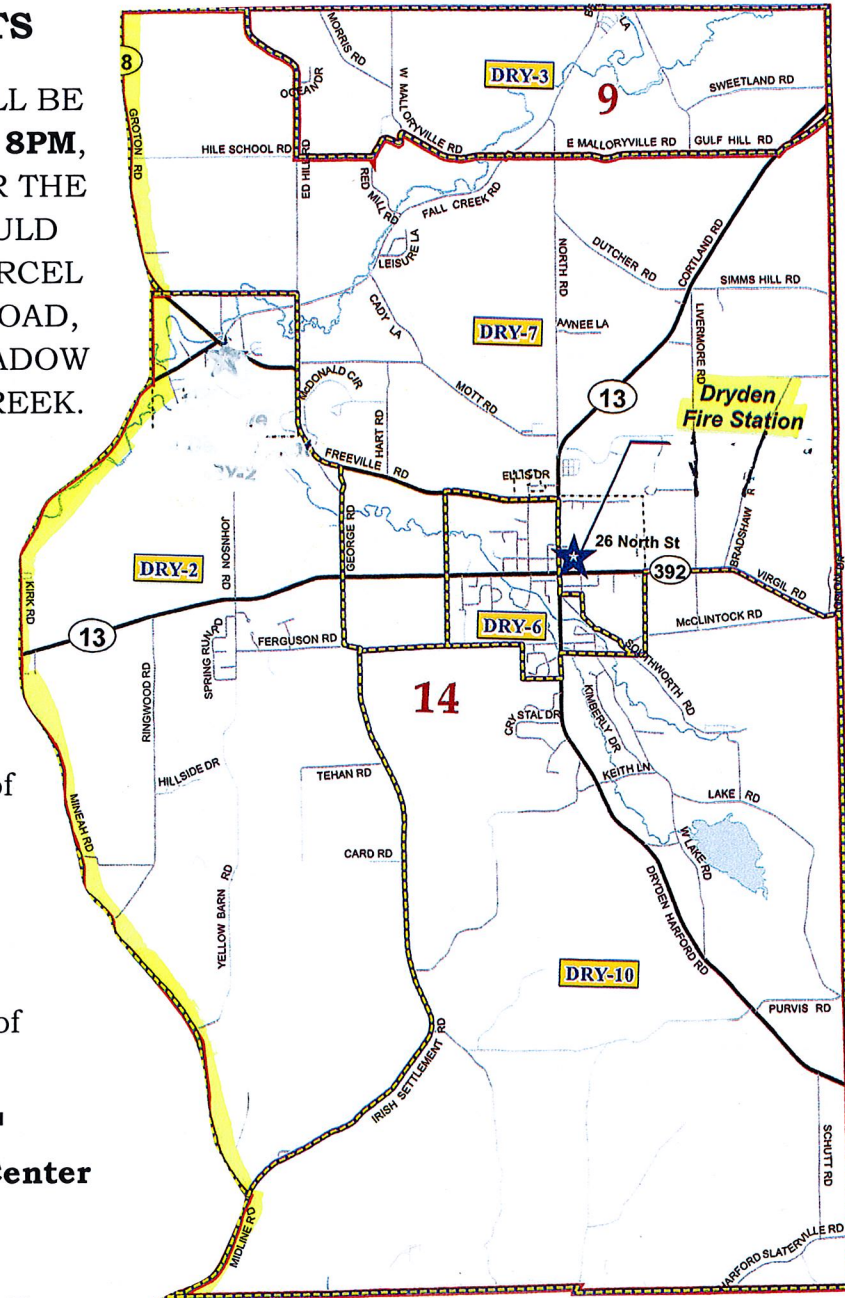 TS
LL BE
8PM,
R THE
ULD
RCEL
OAD,
ADOW
REEK.
of
of
Center
8
GROTON RD
MORRIS RD
OCEAN DR
W MALLORYVILLE RD
DRY-3
9
LA
SWEETLAND RD
HILE SCHOOL RD
ED HILL RD
E MALLORYVILLE RD
GULF HILL RD
RED MILL RD
FALL CREEK RD
LEISURE LA
CADY LA
NORTH RD
DUTCHER RD
CORTLAND RD
SIMMS HILL RD
DRY-7
LIVERMORE RD
McDONALD CIR
MOTT RD
HART RD
13
Dryden
Fire Station
FREEVILLE RD
ELLIS DR
BRADSHAW R
GEORGE RD
JOHNSON RD
DRY-2
26 North St
392
VIRGIL RD
KIRK RD
13
McCLINTOCK RD
DRY-6
FERGUSON RD
SPRING RUN RD
SOUTHWORTH RD
RINGWOOD RD
14
KIMBERLY DR
CRYSTAL DR
HILLSIDE DR
TEHAN RD
KEITH LN
LAKE RD
MINEAH RD
W LAKE RD
CARD RD
YELLOW BARN RD
DRYDEN HARFORD RD
DRY-10
PURVIS RD
IRISH SETTLEMENT RD
SCHUTT RD
MIDLINE RD
HARFORD SLATERVILLE RD